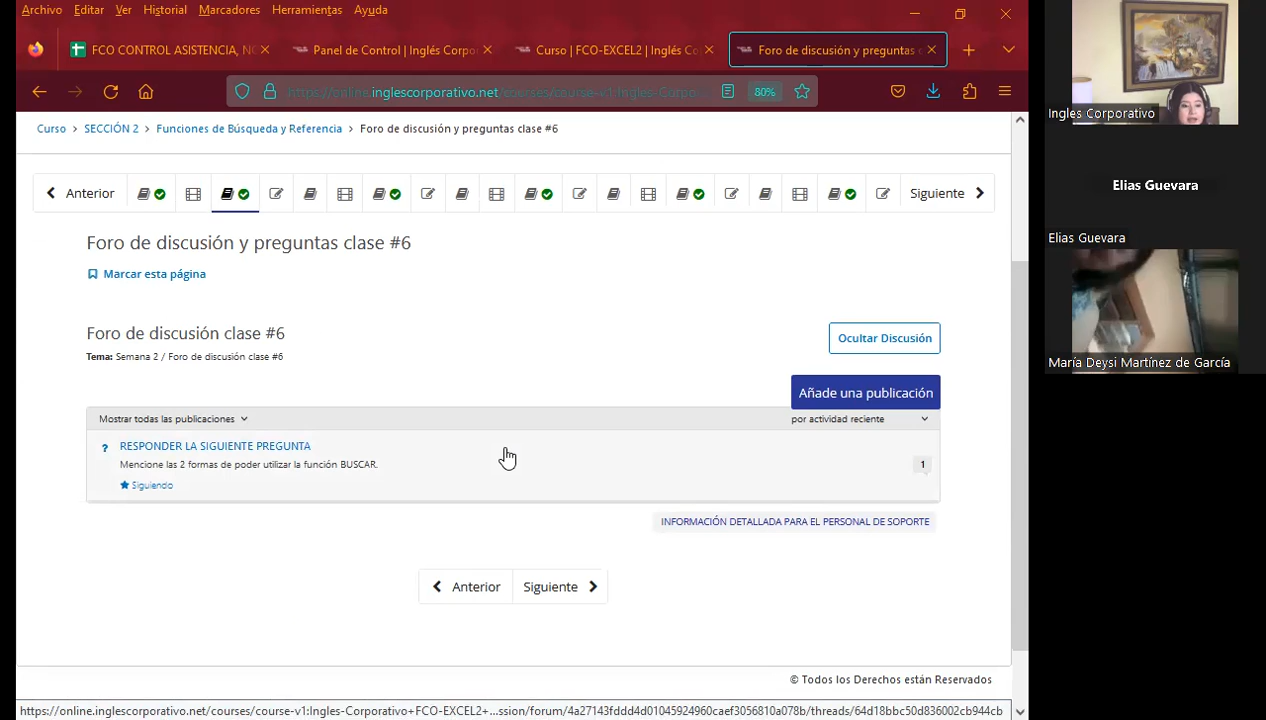 Archivo Editar Ver Historial Marcadores Herramientas Ayuda
FCO CONTROL ASISTENCIA, NO
Panel de Control | Inglés Corpo
Curso | FCO-EXCEL2 | Inglés Co
Foro de discusión y preguntas c
https://online.inglescorporativo.net/courses/course-v1:Ingles-Corpo
80%
Curso > SECCIÓN 2 > Funciones de Búsqueda y Referencia > Foro de discusión y preguntas clase #6
Anterior
Siguiente
Foro de discusión y preguntas clase #6
Marcar esta página
Foro de discusión clase #6
Ocultar Discusión
Tema: Semana 2 / Foro de discusión clase #6
Añade una publicación
Mostrar todas las publicaciones
por actividad reciente
? RESPONDER LA SIGUIENTE PREGUNTA
Mencione las 2 formas de poder utilizar la función BUSCAR.
1
Siguiendo
INFORMACIÓN DETALLADA PARA EL PERSONAL DE SOPORTE
Anterior
Siguiente
© Todos los Derechos están Reservados
https://online.inglescorporativo.net/courses/course-v1:Ingles-Corporativo+FCO-EXCEL2+…ssion/forum/4a27143fddd4d01045924960caef3056810a078b/threads/64d18bbc50d836002cb944cb
Ingles Corporativo
Elias Guevara
Elias Guevara
María Deysi Martínez de García